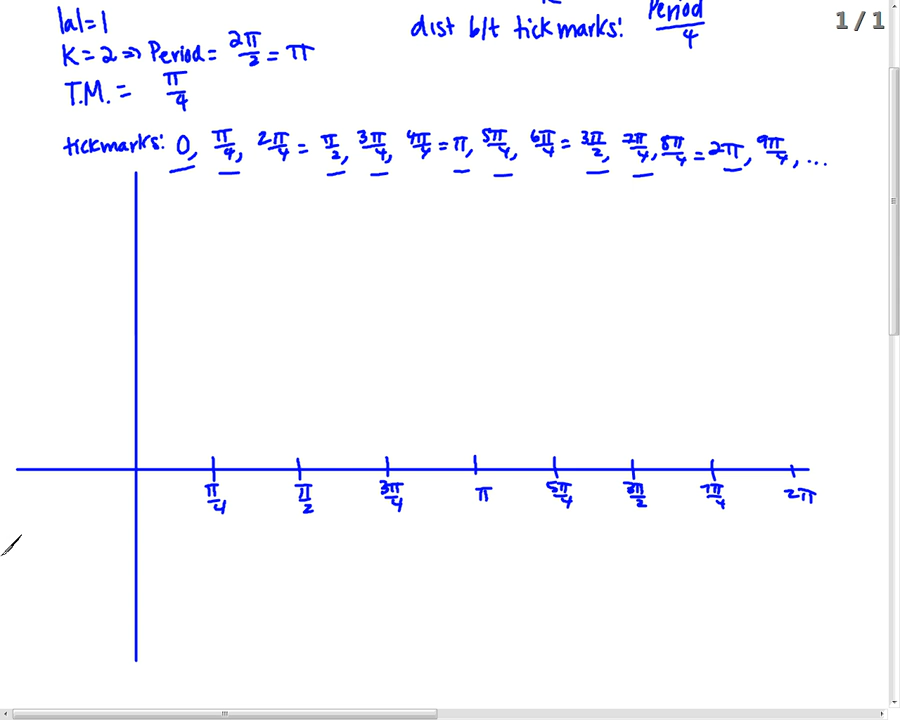 |a|=1
dist b/t tickmarks: Period/4
1 / 1
K=2 => Period = 2π/2 = π
T.M. = π/4
tickmarks: 0, π/4, 2π/4 = π/2, 3π/4, 4π/4 = π, 5π/4, 6π/4 = 3π/2, 7π/4, 8π/4 = 2π, 9π/4, ...
π/4 π/2 3π/4 π 5π/4 3π/2 7π/4 2π